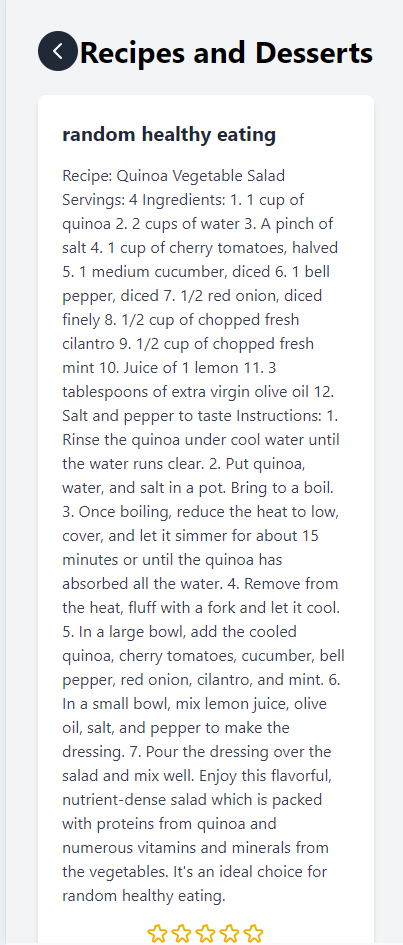 Recipes and Desserts
random healthy eating
Recipe: Quinoa Vegetable Salad
Servings: 4 Ingredients: 1. 1 cup of
quinoa 2. 2 cups of water 3. A pinch of
salt 4. 1 cup of cherry tomatoes, halved
5. 1 medium cucumber, diced 6. 1 bell
pepper, diced 7. 1/2 red onion, diced
finely 8. 1/2 cup of chopped fresh
cilantro 9. 1/2 cup of chopped fresh
mint 10. Juice of 1 lemon 11. 3
tablespoons of extra virgin olive oil 12.
Salt and pepper to taste Instructions: 1.
Rinse the quinoa under cool water until
the water runs clear. 2. Put quinoa,
water, and salt in a pot. Bring to a boil.
3. Once boiling, reduce the heat to low,
cover, and let it simmer for about 15
minutes or until the quinoa has
absorbed all the water. 4. Remove from
the heat, fluff with a fork and let it cool.
5. In a large bowl, add the cooked
quinoa, cherry tomatoes, cucumber, bell
pepper, red onion, cilantro, and mint. 6.
In a small bowl, mix lemon juice, olive
oil, salt, and pepper to make the
dressing. 7. Pour the dressing over the
salad and mix well. Enjoy this flavorful,
nutrient-dense salad which is packed
with proteins from quinoa and
numerous vitamins and minerals from
the vegetables. It's an ideal choice for
random healthy eating.